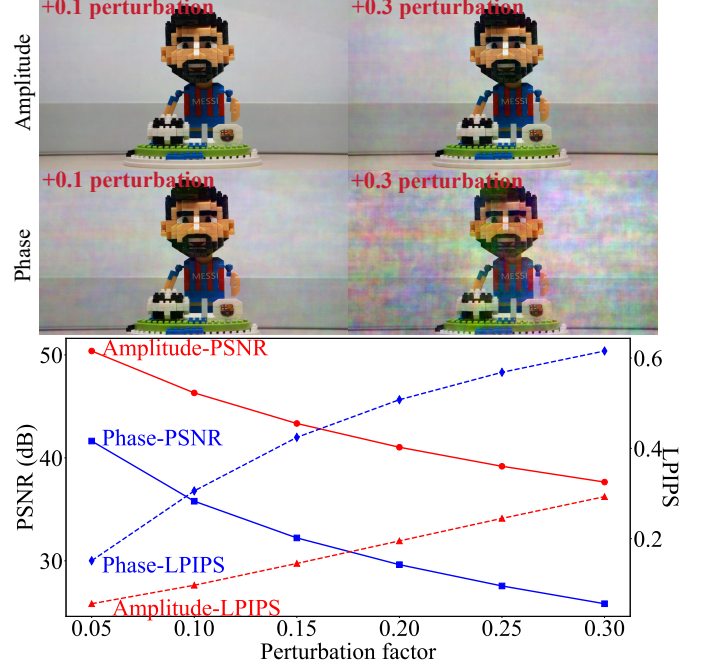 +0.1 perturbation
+0.3 perturbation
Amplitude
MESSI
MESSI
+0.1 perturbation
+0.3 perturbation
Phase
MESSI
MESSI
50
40
30
PSNR (dB)
Amplitude-PSNR
Phase-PSNR
Phase-LPIPS
Amplitude-LPIPS
0.6
0.4
0.2
LPIPS
0.05 0.10 0.15 0.20 0.25 0.30
Perturbation factor